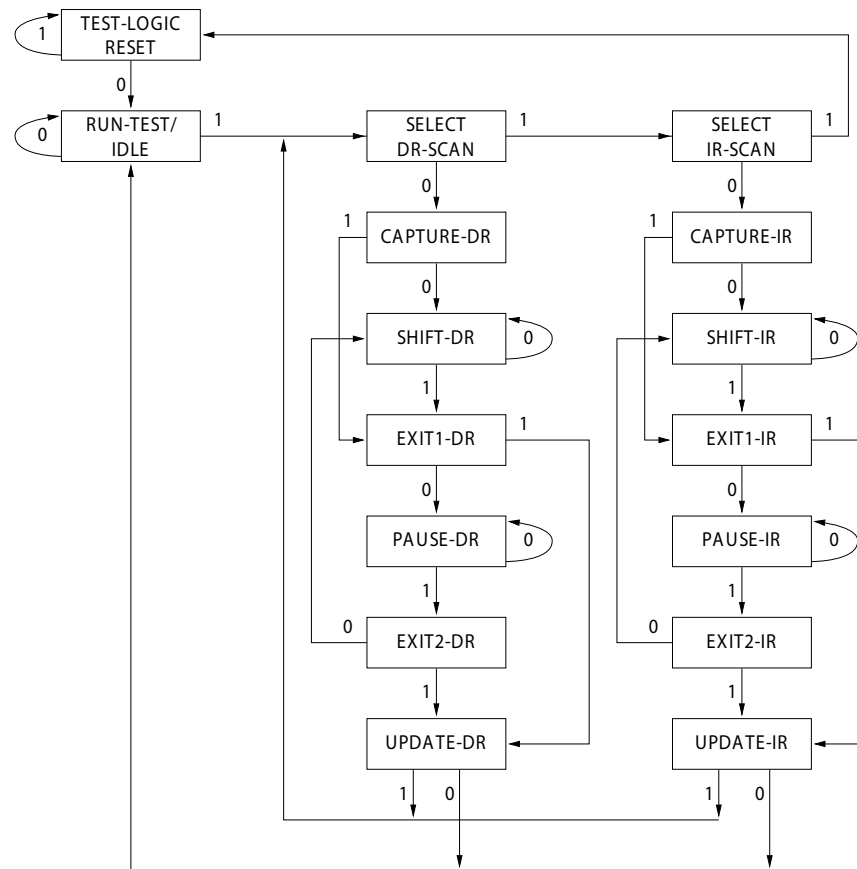 TEST-LOGIC
RESET
1
0
RUN-TEST/
IDLE
0
1
SELECT
DR-SCAN
1
SELECT
IR-SCAN
1
0
0
1
CAPTURE-DR
1
CAPTURE-IR
0
0
SHIFT-DR
0
SHIFT-IR
0
1
1
EXIT1-DR
1
EXIT1-IR
1
0
0
PAUSE-DR
0
PAUSE-IR
0
1
1
0
EXIT2-DR
0
EXIT2-IR
1
1
UPDATE-DR
UPDATE-IR
1
0
1
0